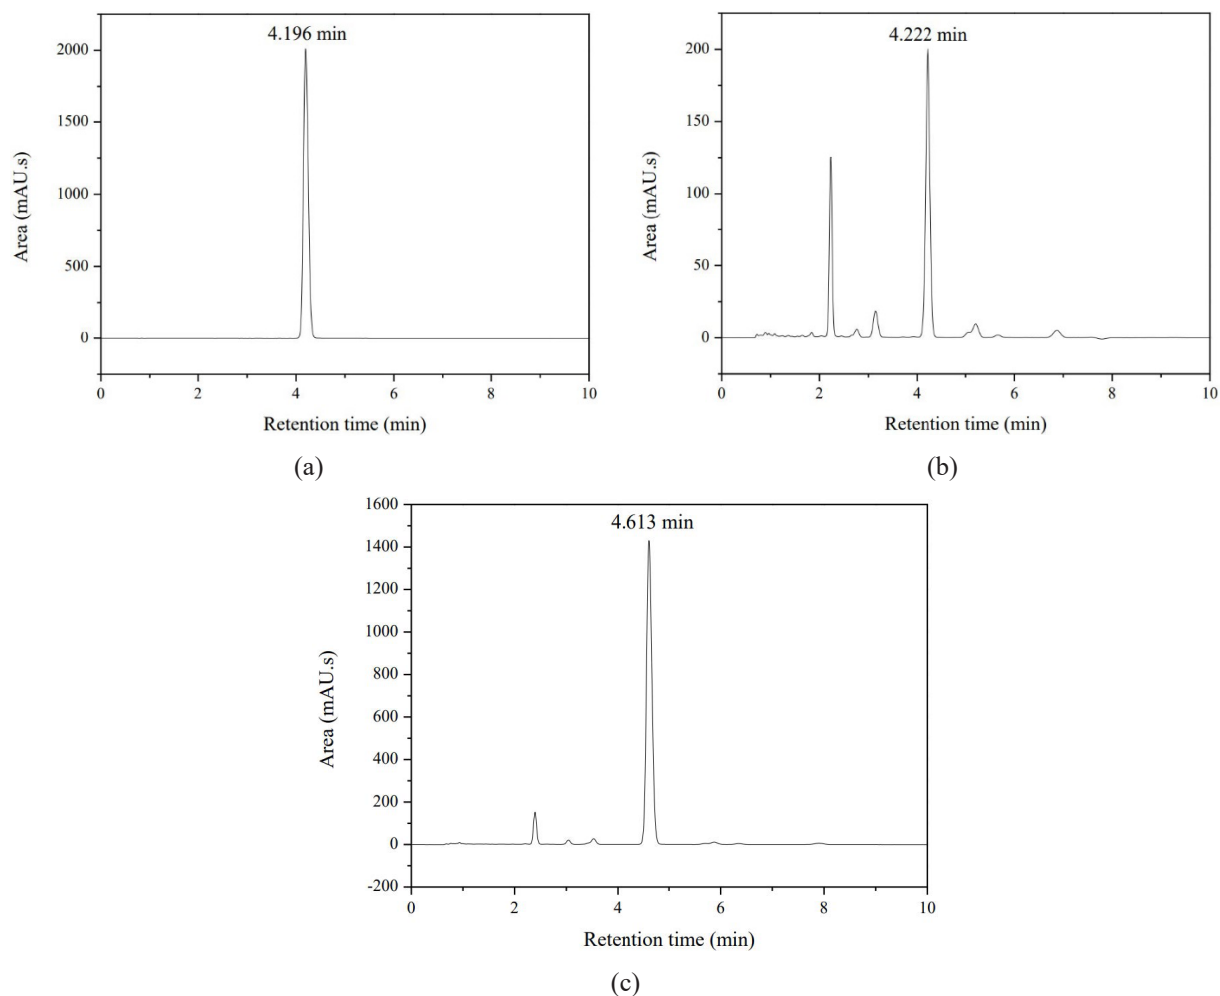 4.196 min
2000
1500
1000
500
0
Area (mAU.s)
0 2 4 6 8 10
Retention time (min)
(a)
4.222 min
200
150
100
50
0
Area (mAU.s)
0 2 4 6 8 10
Retention time (min)
(b)
4.613 min
1600
1400
1200
1000
800
600
400
200
0
-200
Area (mAU.s)
0 2 4 6 8 10
Retention time (min)
(c)